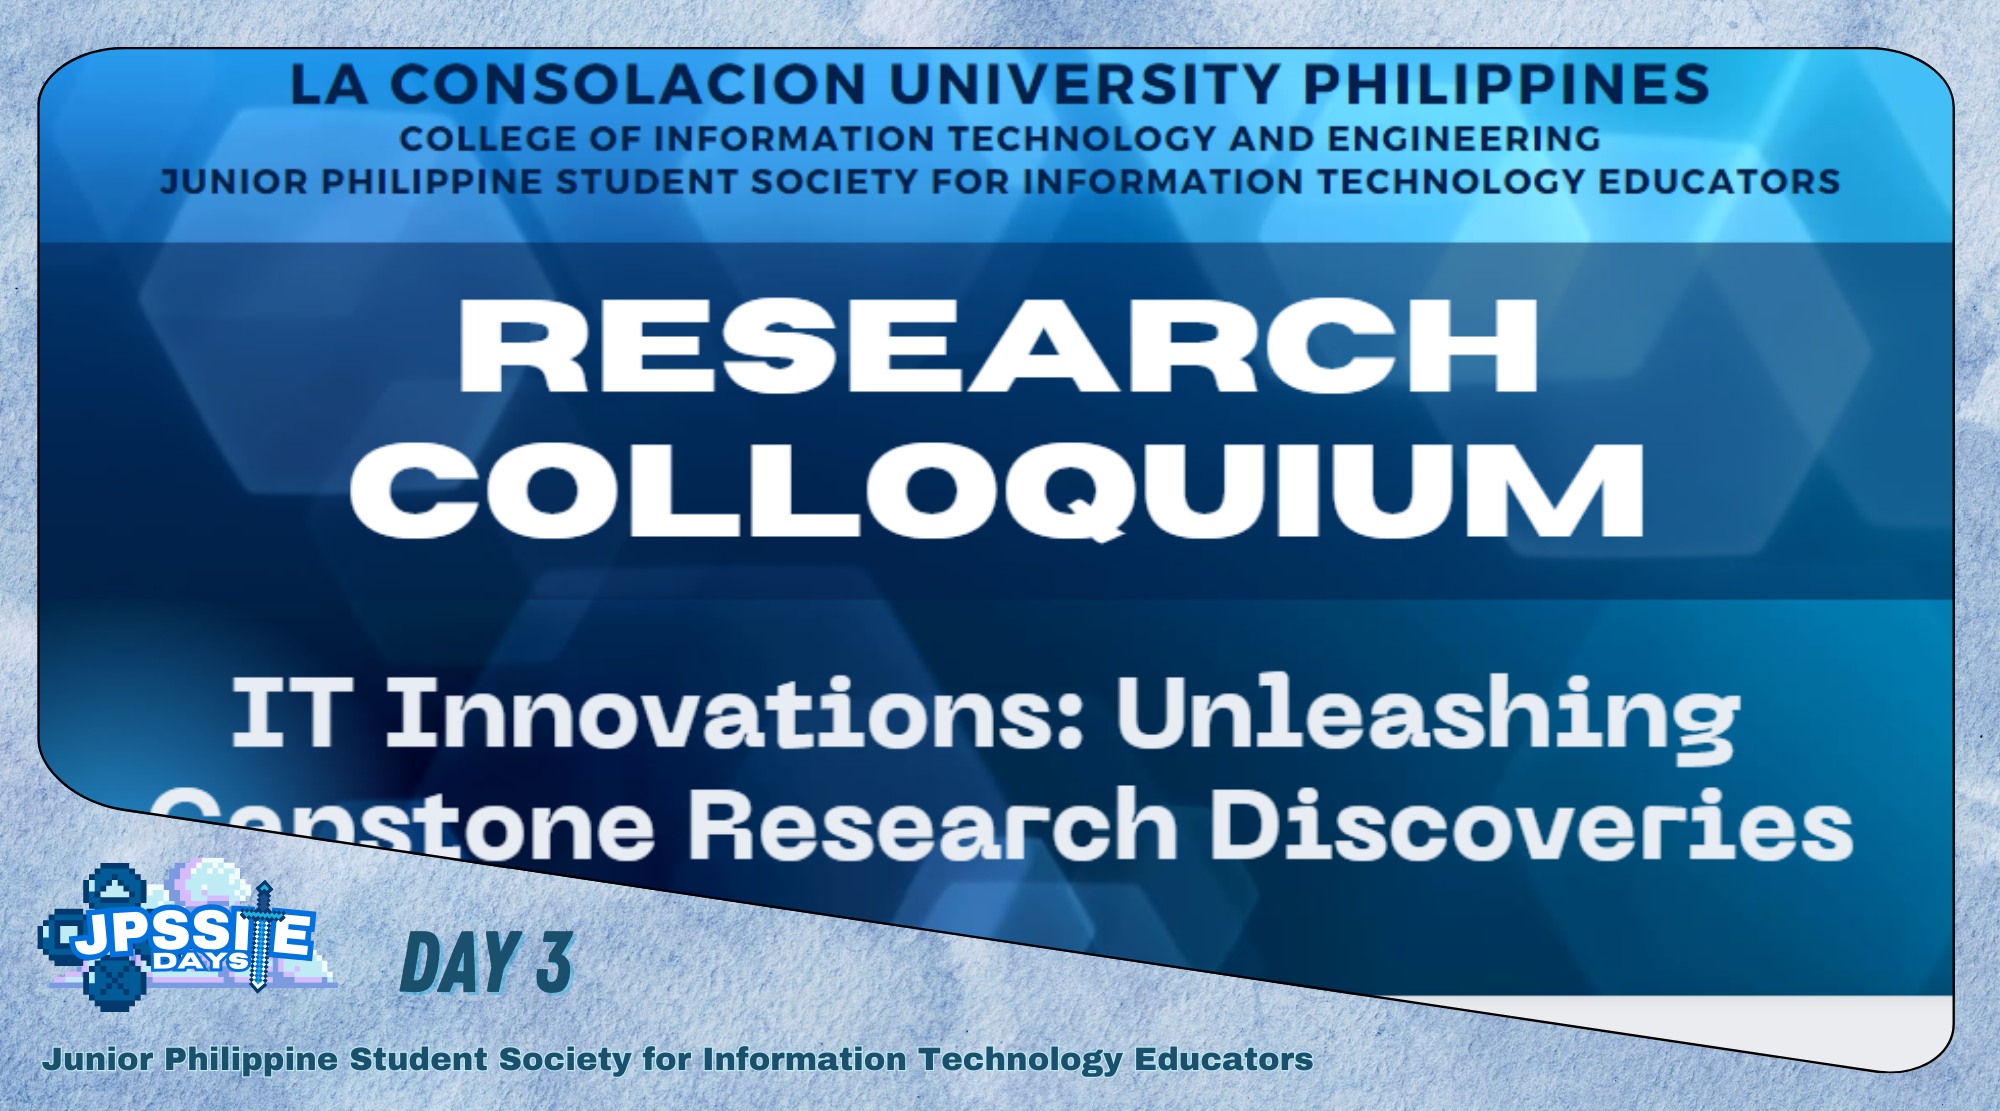 LA CONSOLACION UNIVERSITY PHILIPPINES
COLLEGE OF INFORMATION TECHNOLOGY AND ENGINEERING
JUNIOR PHILIPPINE STUDENT SOCIETY FOR INFORMATION TECHNOLOGY EDUCATORS
RESEARCH
COLLOQUIUM
IT Innovations: Unleashing
Capstone Research Discoveries
JPSSITE
DAYS
DAY 3
Junior Philippine Student Society for Information Technology Educators